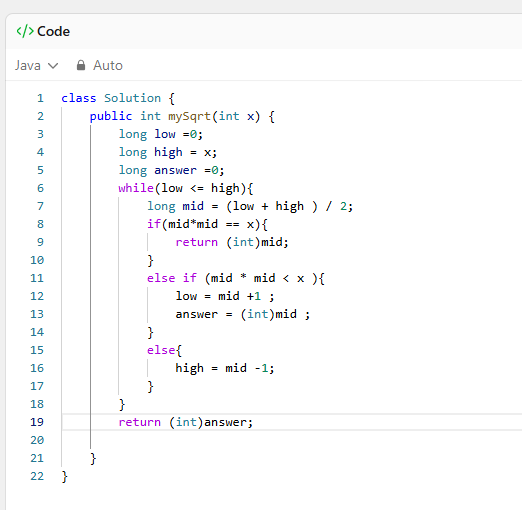 </> Code
Java Auto
1 class Solution {
2     public int mySqrt(int x) {
3         long low =0;
4         long high = x;
5         long answer =0;
6         while(low <= high){
7             long mid = (low + high ) / 2;
8             if(mid*mid == x){
9                 return (int)mid;
10             }
11             else if (mid * mid < x ){
12                 low = mid +1 ;
13                 answer = (int)mid ;
14             }
15             else{
16                 high = mid -1;
17             }
18         }
19         return (int)answer;
20
21     }
22 }